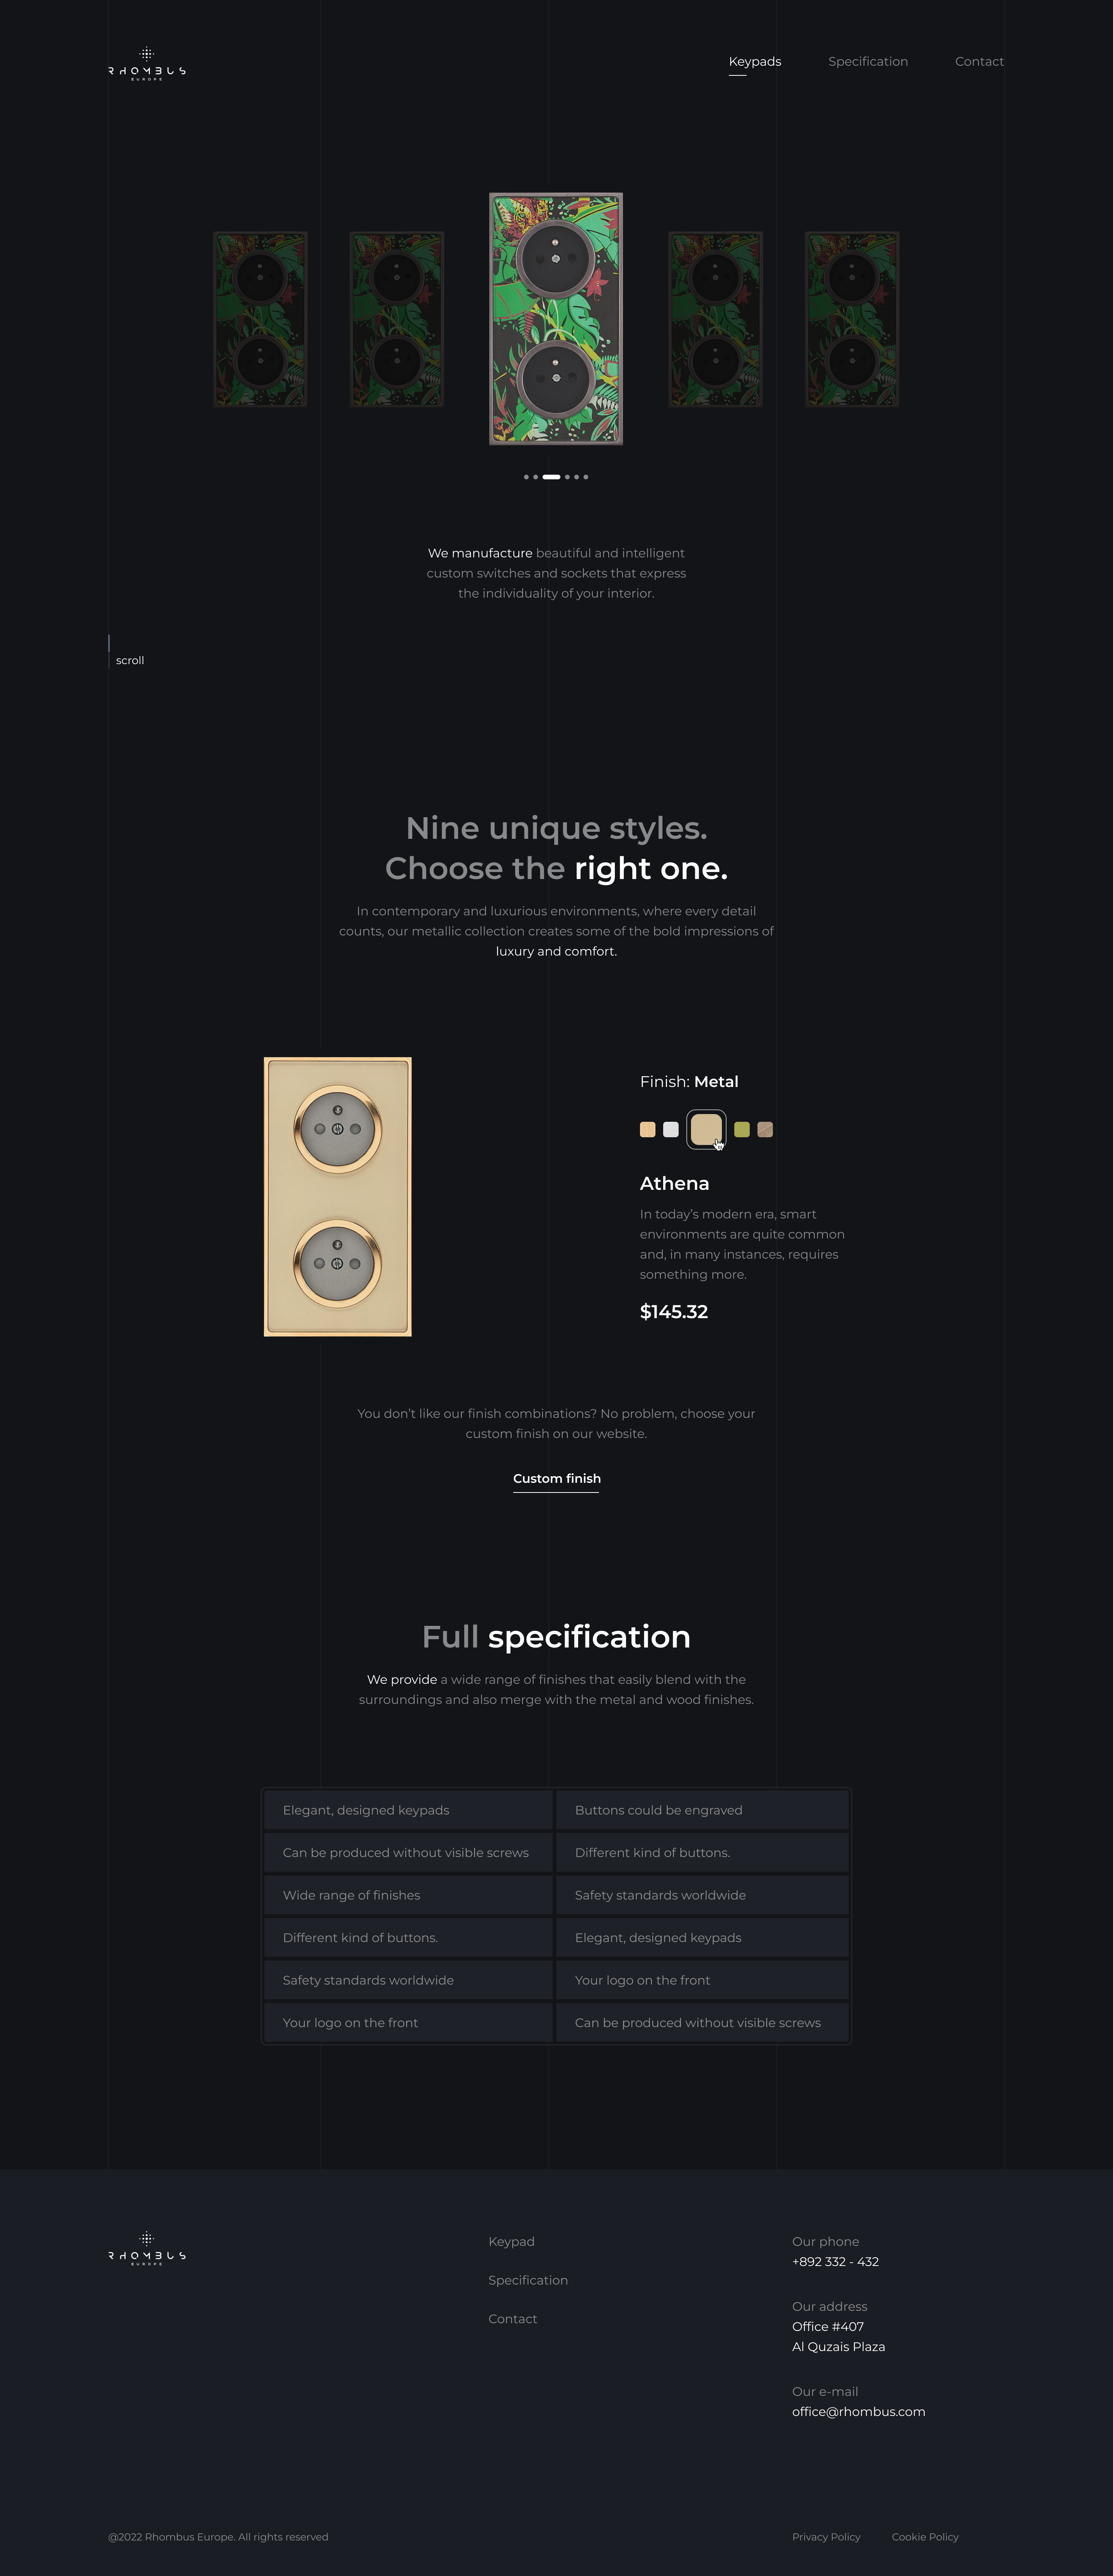 RHOMBUS
EUROPE
Keypads Specification Contact
We manufacture beautiful and intelligent
custom switches and sockets that express
the individuality of your interior.
scroll
Nine unique styles.
Choose the right one.
In contemporary and luxurious environments, where every detail
counts, our metallic collection creates some of the bold impressions of
luxury and comfort.
Finish: Metal
Athena
In today’s modern era, smart
environments are quite common
and, in many instances, requires
something more.
$145.32
You don’t like our finish combinations? No problem, choose your
custom finish on our website.
Custom finish
Full specification
We provide a wide range of finishes that easily blend with the
surroundings and also merge with the metal and wood finishes.
Elegant, designed keypads Buttons could be engraved
Can be produced without visible screws Different kind of buttons.
Wide range of finishes Safety standards worldwide
Different kind of buttons. Elegant, designed keypads
Safety standards worldwide Your logo on the front
Your logo on the front Can be produced without visible screws
RHOMBUS
EUROPE
Keypad
Specification
Contact
Our phone
+892 332 - 432
Our address
Office #407
Al Quzais Plaza
Our e-mail
office@rhombus.com
@2022 Rhombus Europe. All rights reserved
Privacy Policy Cookie Policy